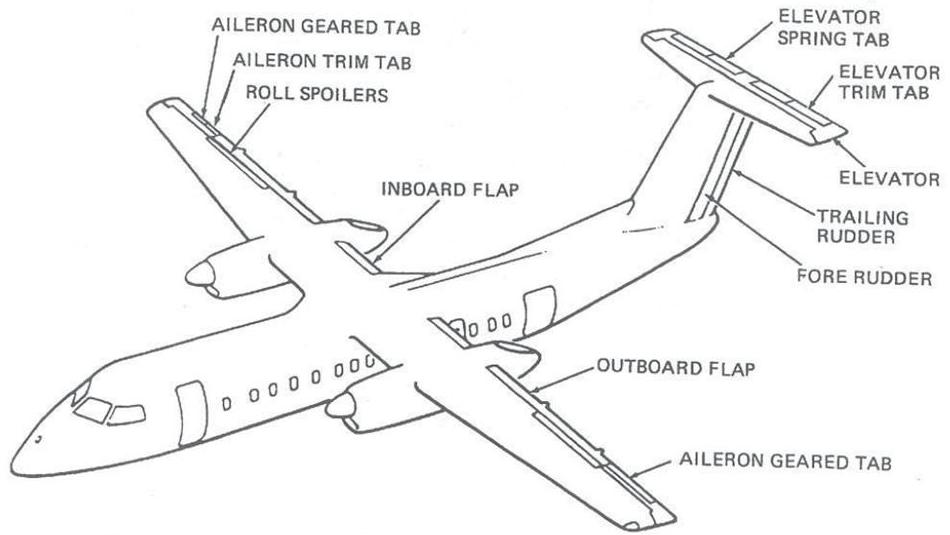 AILERON GEARED TAB
AILERON TRIM TAB
ROLL SPOILERS
INBOARD FLAP
ELEVATOR
SPRING TAB
ELEVATOR
TRIM TAB
ELEVATOR
TRAILING
RUDDER
FORE RUDDER
OUTBOARD FLAP
AILERON GEARED TAB